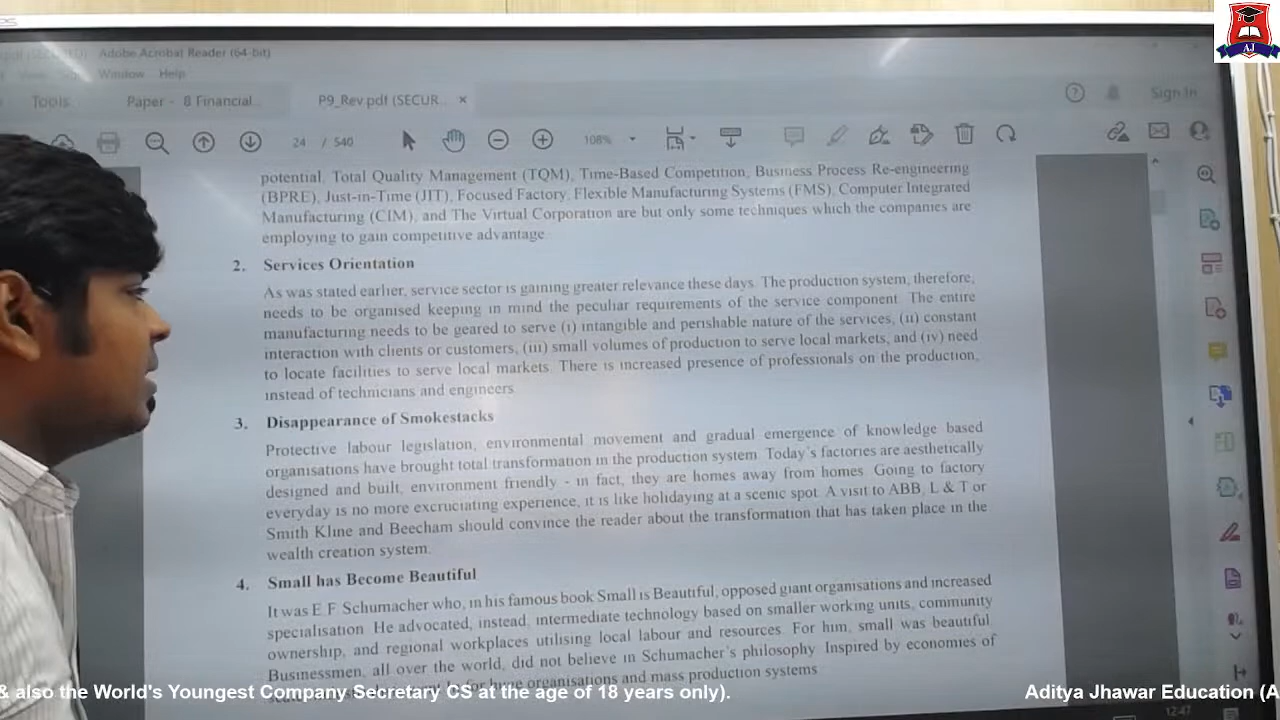 AJ
Adobe Acrobat Reader (64-bit)
Window Help
Tools Paper - 8 Financial... P9_Rev.pdf (SECUR... × Sign In
24 / 540 108%
potential, Total Quality Management (TQM), Time-Based Competition, Business Process Re-engineering
(BPRE), Just-in-Time (JIT), Focused Factory, Flexible Manufacturing Systems (FMS), Computer Integrated
Manufacturing (CIM), and The Virtual Corporation are but only some techniques which the companies are
employing to gain competitive advantage.
2. Services Orientation
As was stated earlier, service sector is gaining greater relevance these days. The production system, therefore,
needs to be organised keeping in mind the peculiar requirements of the service component. The entire
manufacturing needs to be geared to serve (i) intangible and perishable nature of the services, (ii) constant
interaction with clients or customers, (iii) small volumes of production to serve local markets, and (iv) need
to locate facilities to serve local markets. There is increased presence of professionals on the production,
instead of technicians and engineers.
3. Disappearance of Smokestacks
Protective labour legislation, environmental movement and gradual emergence of knowledge based
organisations have brought total transformation in the production system. Today's factories are aesthetically
designed and built, environment friendly - in fact, they are homes away from homes. Going to factory
everyday is no more excruciating experience, it is like holidaying at a scenic spot. A visit to ABB, L & T or
Smith Kline and Beecham should convince the reader about the transformation that has taken place in the
wealth creation system.
4. Small has Become Beautiful
It was E F Schumacher who, in his famous book Small is Beautiful, opposed giant organisations and increased
specialisation. He advocated, instead, intermediate technology based on smaller working units, community
ownership, and regional workplaces utilising local labour and resources. For him, small was beautiful.
Businessmen, all over the world, did not believe in Schumacher's philosophy. Inspired by economies of
for huge organisations and mass production systems
& also the World's Youngest Company Secretary CS at the age of 18 years only). Aditya Jhawar Education (A
12:47